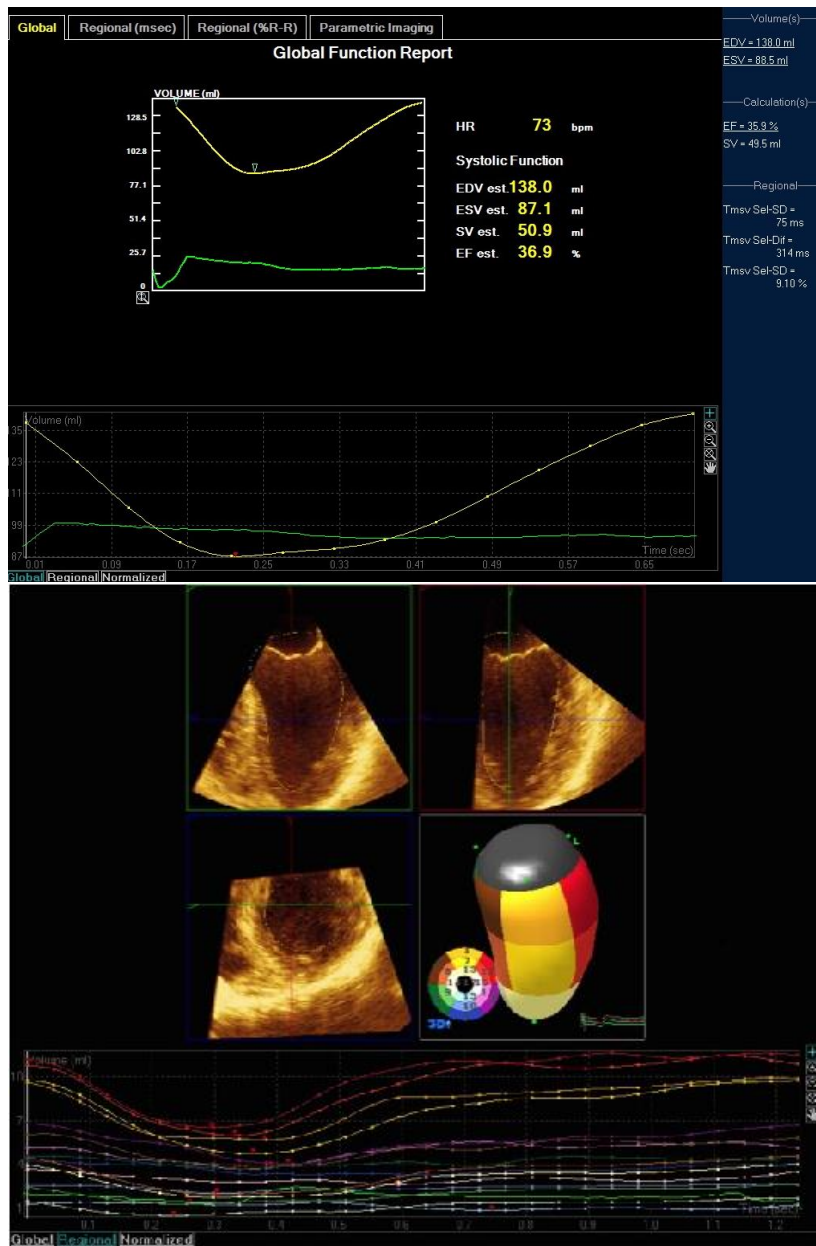 Global Regional (msec) Regional (%R-R) Parametric Imaging
Global Function Report
VOLUME (ml)
128.5
102.8
77.1
51.4
25.7
0
HR 73 bpm
Systolic Function
EDV est. 138.0 ml
ESV est. 87.1 ml
SV est. 50.9 ml
EF est. 36.9 %
Volume(s)
EDV = 138.0 ml
ESV = 88.5 ml
Calculation(s)
EF = 35.9 %
SV = 49.5 ml
Regional
Tmsv Sel-SD =
75 ms
Tmsv Sel-Dif =
314 ms
Tmsv Sel-SD =
9.10 %
Volume (ml)
135
123
111
99
87
0.01 0.09 0.17 0.25 0.33 0.41 0.49 0.57 0.65
Time (sec)
Global Regional Normalized
L
Volume (ml)
10
7
4
1
0.1 0.2 0.3 0.4 0.5 0.6 0.7 0.8 0.9 1.0 1.1 1.2
Time (sec)
Global Regional Normalized